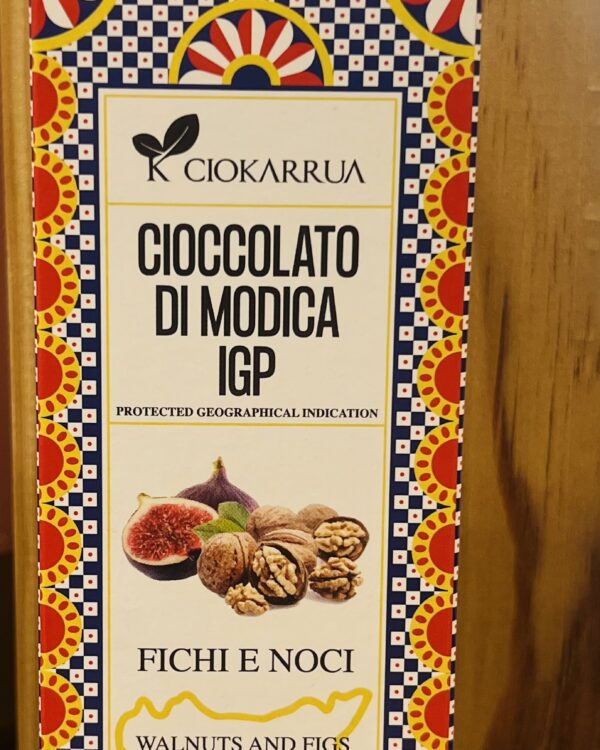 K CIOKARRUA
CIOCCOLATO
DI MODICA
IGP
PROTECTED GEOGRAPHICAL INDICATION
FICHI E NOCI
WALNUTS AND FIGS